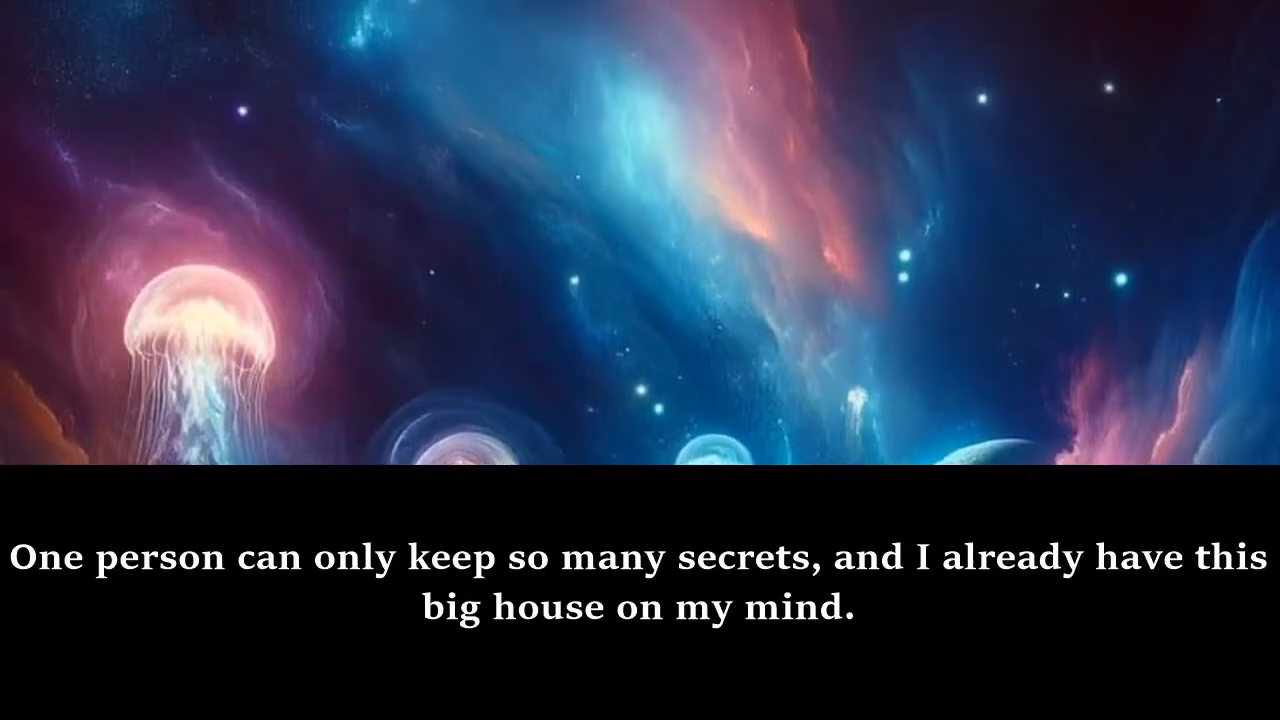 One person can only keep so many secrets, and I already have this
big house on my mind.